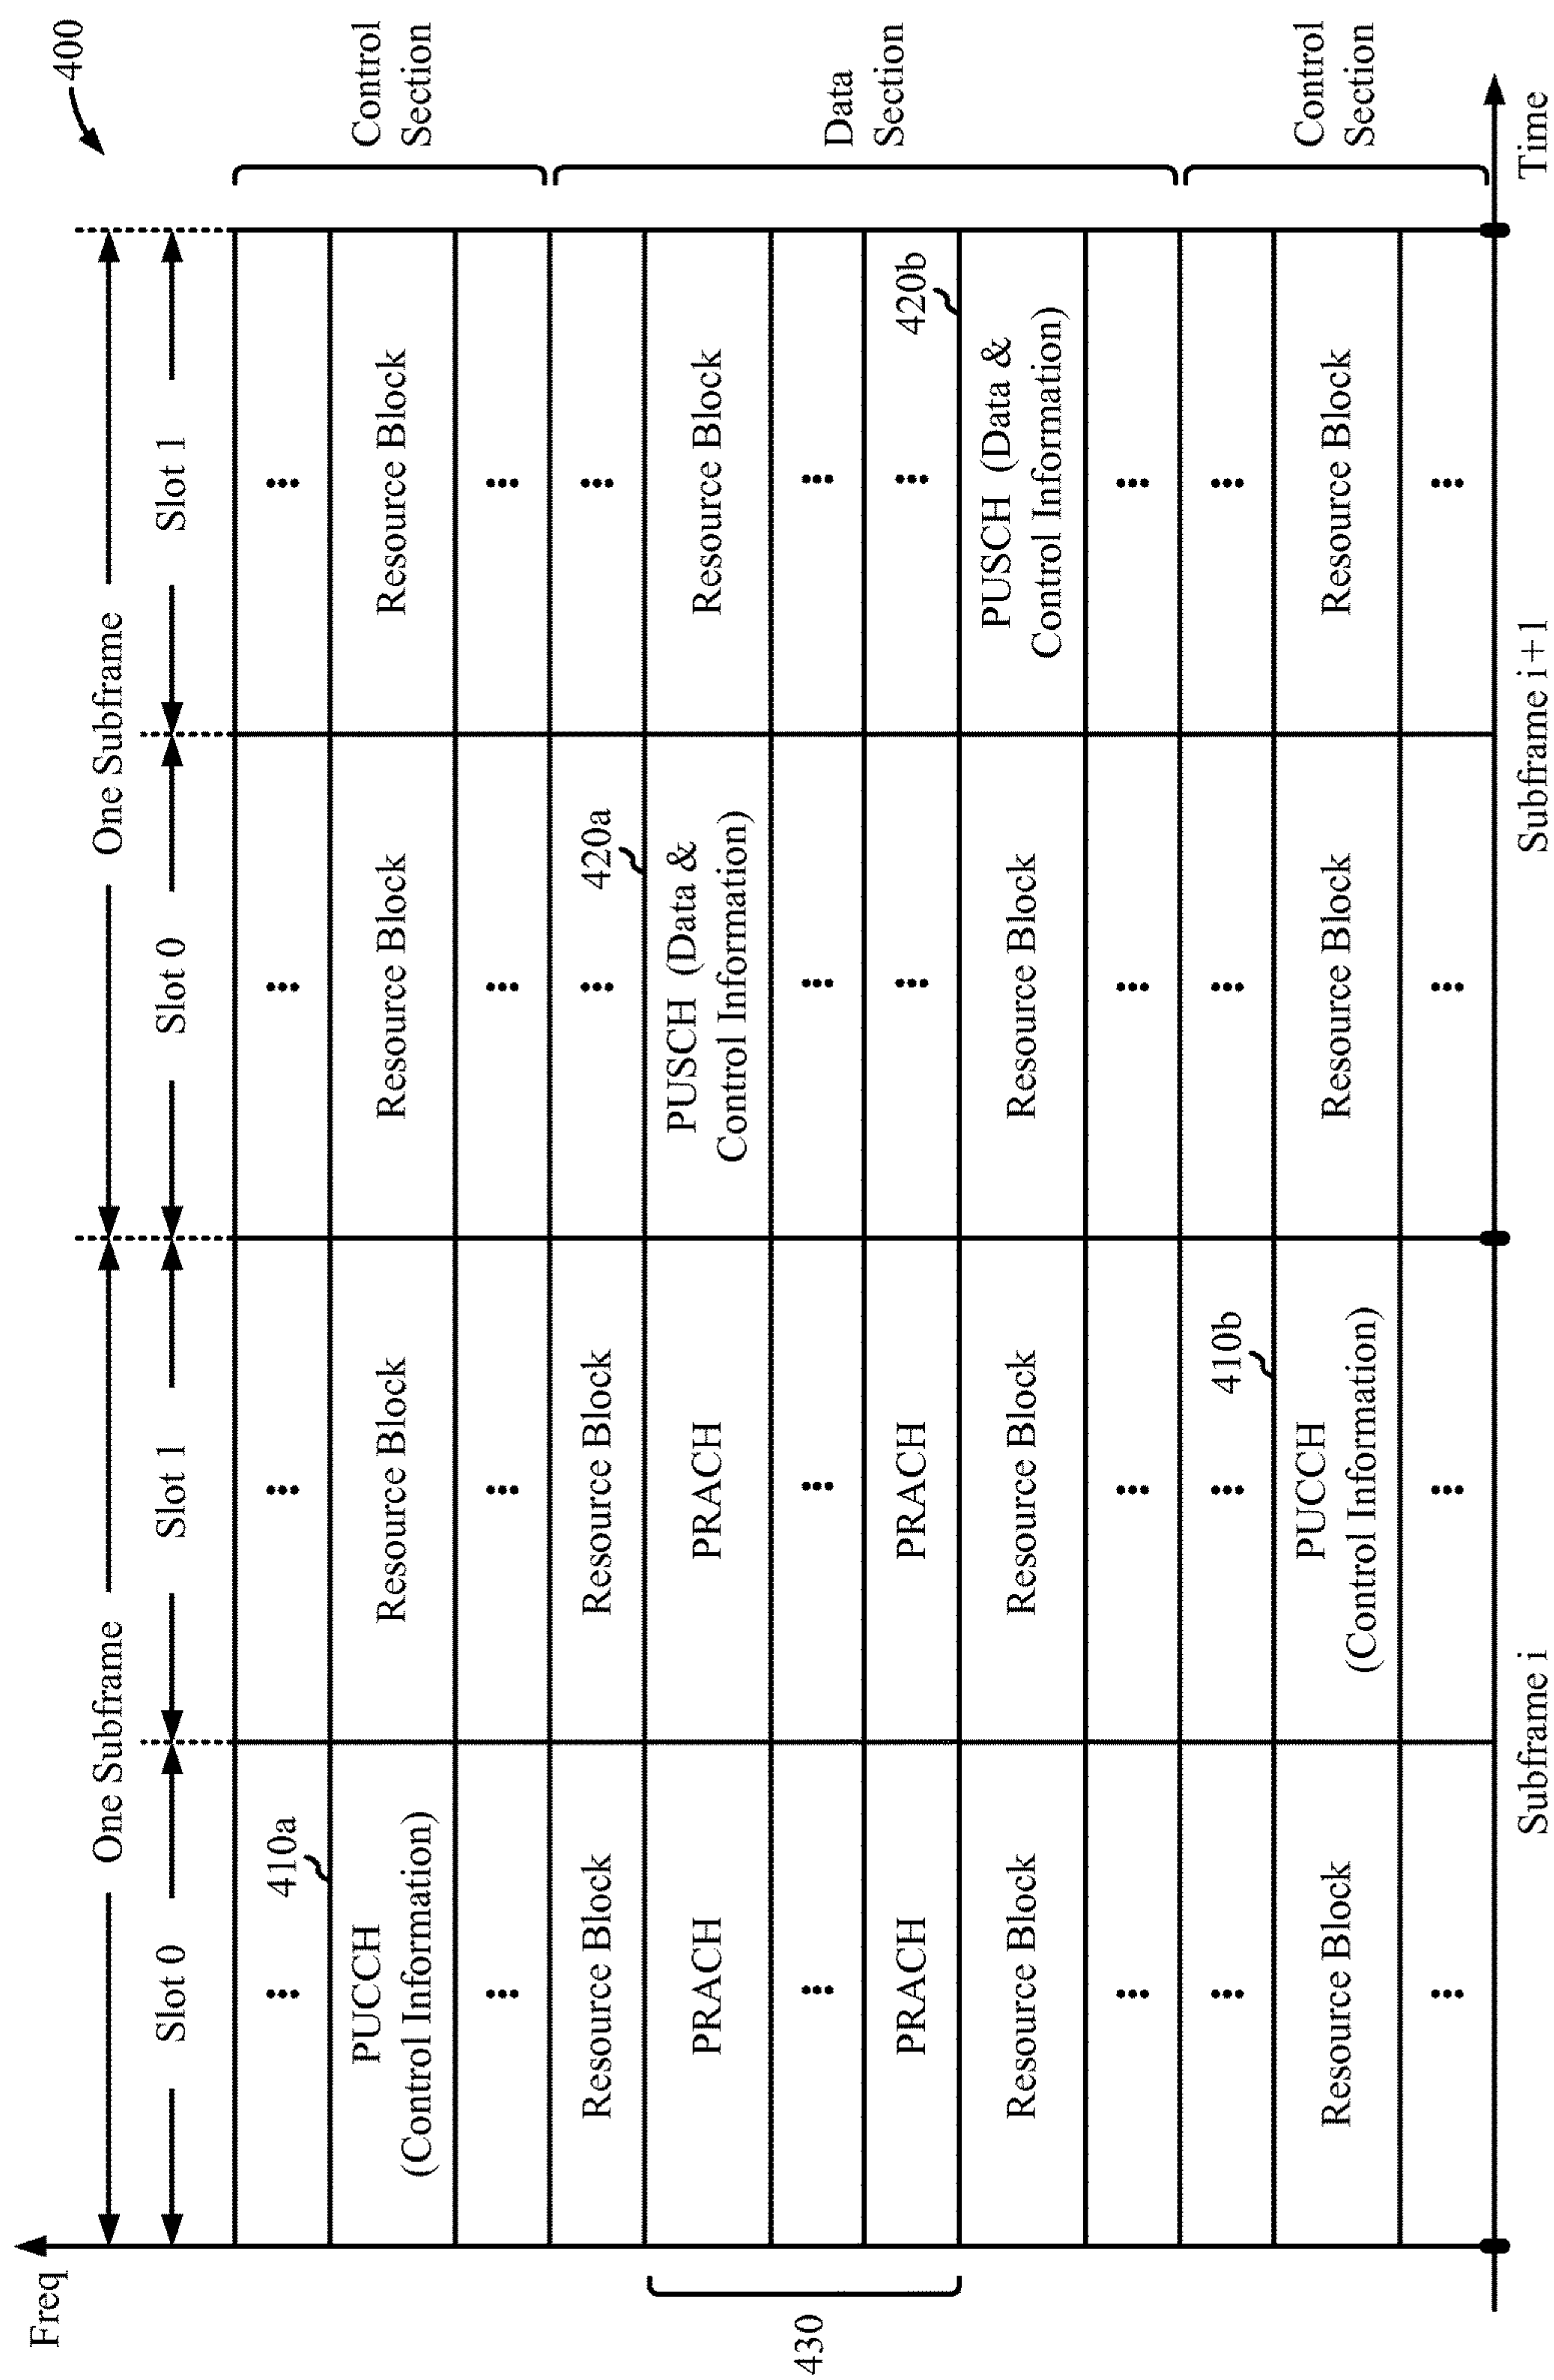 400
Freq
One Subframe
One Subframe
Slot 0
Slot 1
Slot 0
Slot 1
⋮
410a
⋮
⋮
⋮
Control
Section
PUCCH
(Control Information)
Resource Block
Resource Block
Resource Block
⋮
⋮
⋮
⋮
Resource Block
Resource Block
⋮
420a
⋮
Data
Section
430
PRACH
PRACH
PUSCH (Data &
Control Information)
Resource Block
⋮
⋮
⋮
⋮
PRACH
PRACH
⋮
⋮
420b
Resource Block
Resource Block
Resource Block
PUSCH (Data &
Control Information)
⋮
⋮
⋮
⋮
⋮
⋮
410b
⋮
⋮
Control
Section
Resource Block
PUCCH
(Control Information)
Resource Block
Resource Block
⋮
⋮
⋮
⋮
Subframe i
Subframe i+1
Time